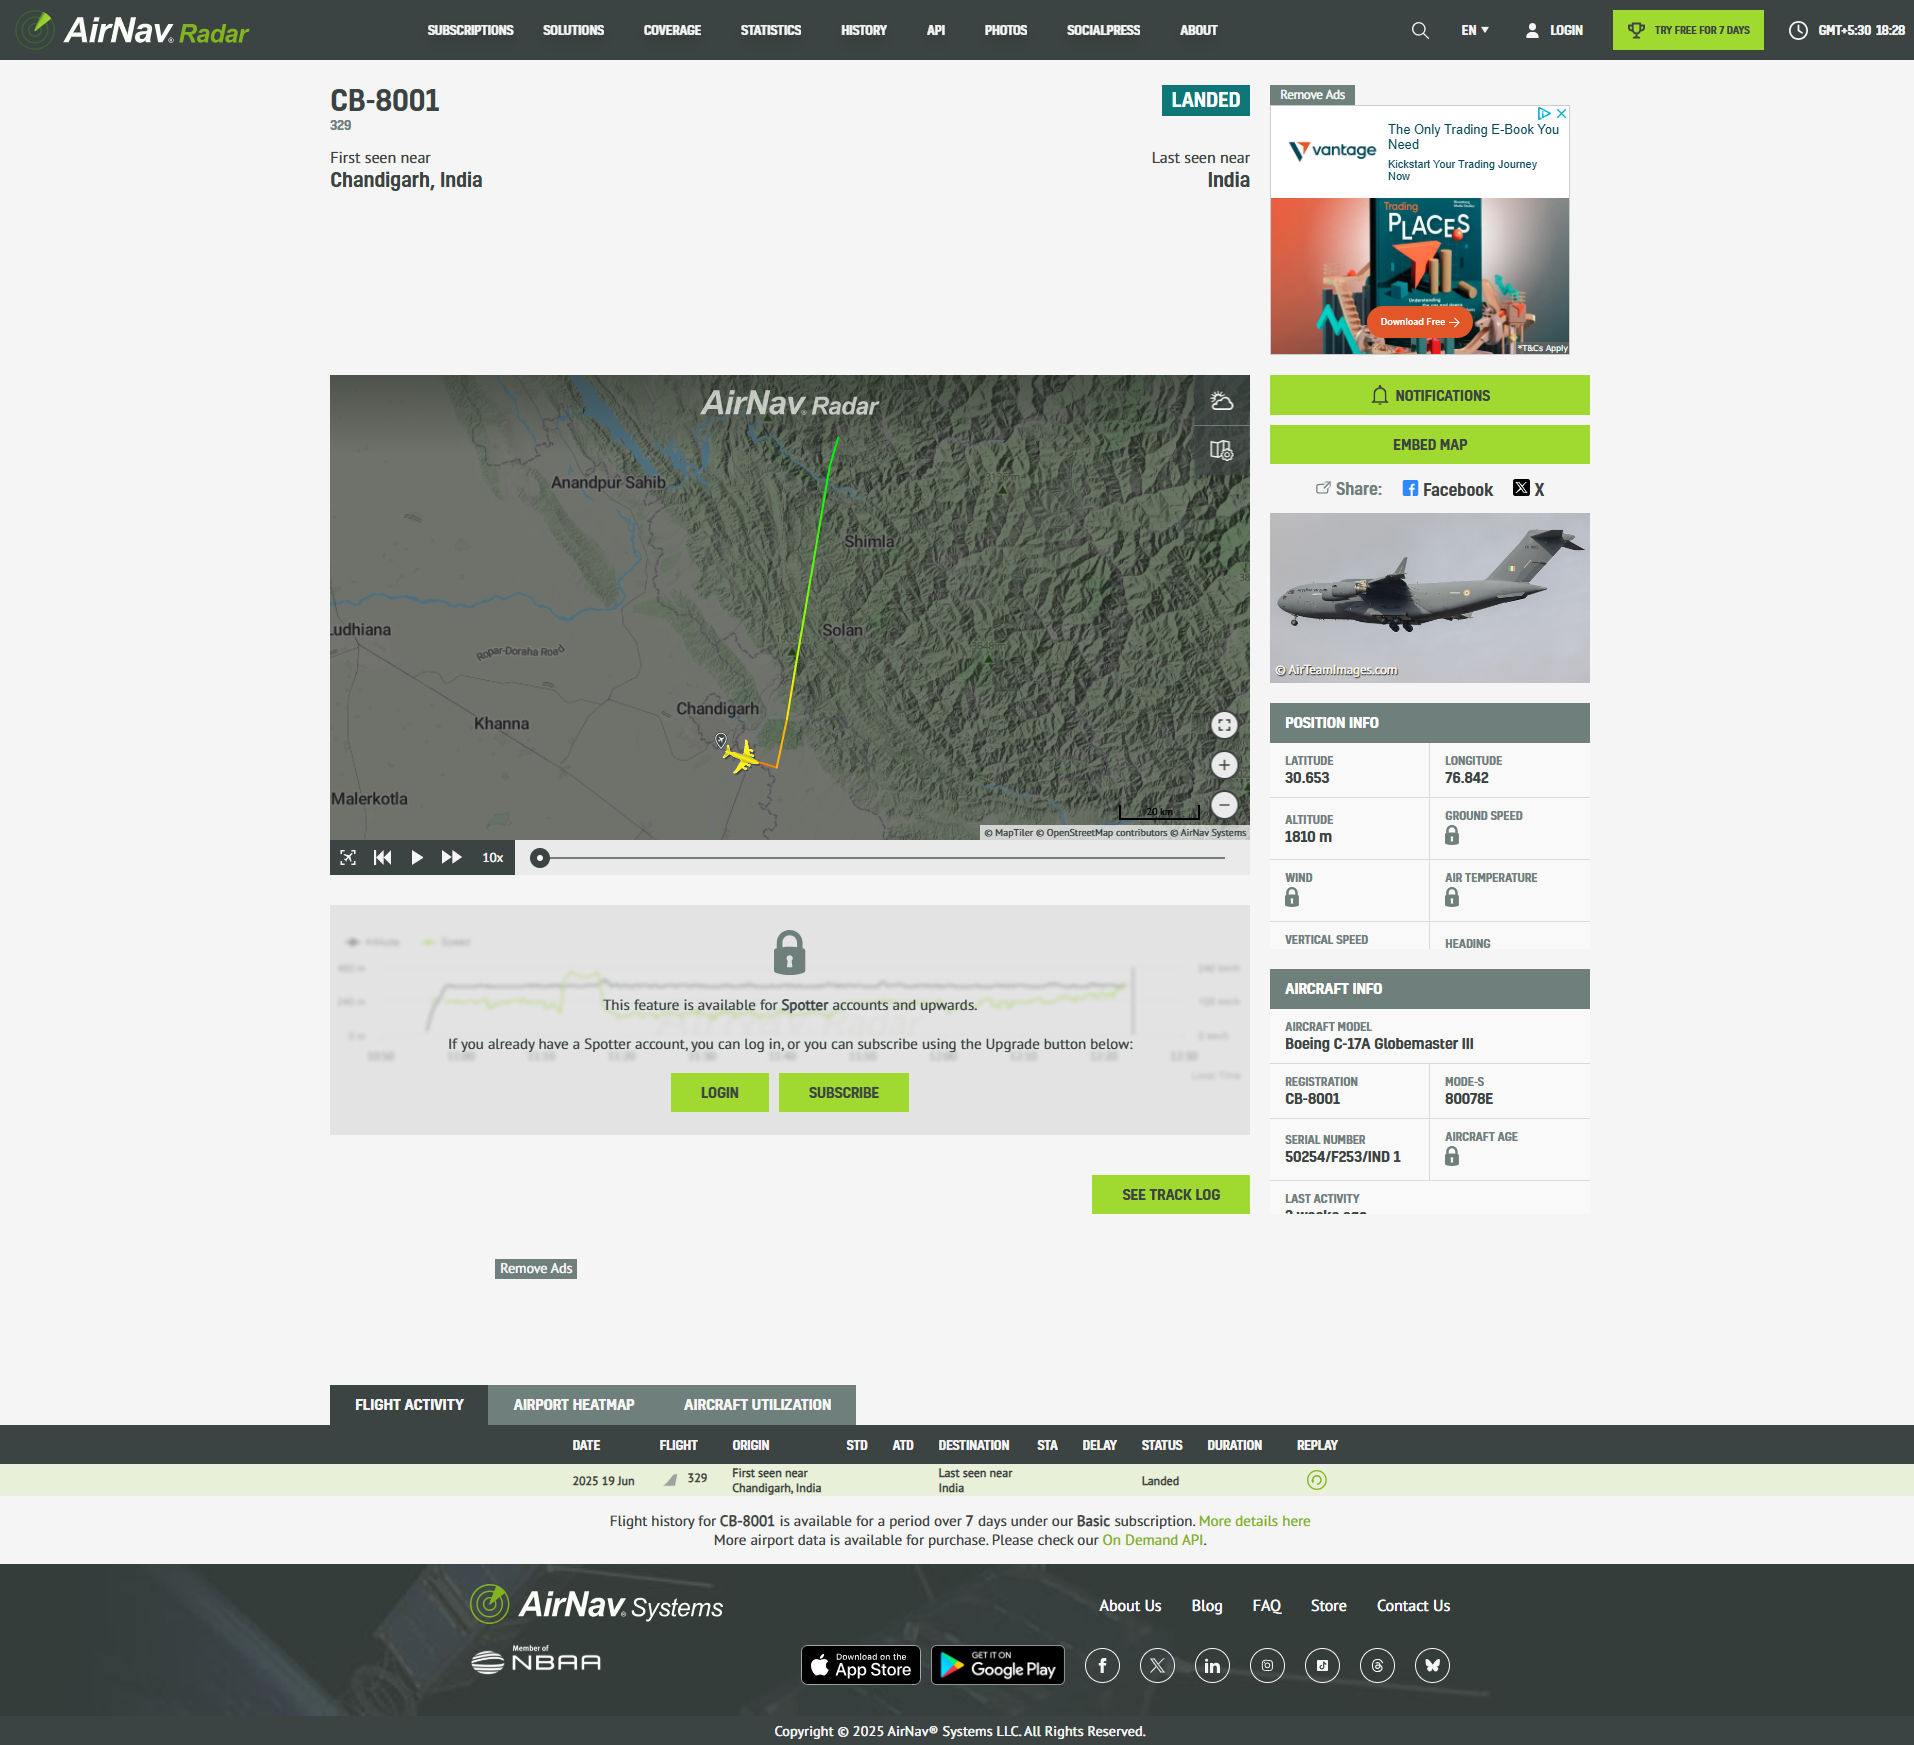 AirNav Radar
SUBSCRIPTIONS SOLUTIONS COVERAGE STATISTICS HISTORY API PHOTOS SOCIALPRESS ABOUT
EN LOGIN TRY FREE FOR 7 DAYS GMT+5:30 18:28
CB-8001
329
LANDED
First seen near
Chandigarh, India
Last seen near
India
Remove Ads
vantage
The Only Trading E-Book You
Need
Kickstart Your Trading Journey
Now
Trading
PLACES
Understanding
Download Free
*T&Cs Apply
AirNav Radar
Anandpur Sahib
Shimla
Ludhiana
Ropar-Doraha Road
Solan
Chandigarh
Khanna
Malerkotla
20 km
© MapTiler © OpenStreetMap contributors © AirNav Systems
10x
NOTIFICATIONS
EMBED MAP
Share: Facebook X
© AirTeamImages.com
POSITION INFO
LATITUDE
30.653
LONGITUDE
76.842
ALTITUDE
1810 m
GROUND SPEED
WIND
AIR TEMPERATURE
VERTICAL SPEED
HEADING
Altitude Speed
This feature is available for Spotter accounts and upwards.
If you already have a Spotter account, you can log in, or you can subscribe using the Upgrade button below:
LOGIN SUBSCRIBE
SEE TRACK LOG
AIRCRAFT INFO
AIRCRAFT MODEL
Boeing C-17A Globemaster III
REGISTRATION
CB-8001
MODE-S
80078E
SERIAL NUMBER
50254/F253/IND 1
AIRCRAFT AGE
LAST ACTIVITY
Remove Ads
FLIGHT ACTIVITY AIRPORT HEATMAP AIRCRAFT UTILIZATION
DATE FLIGHT ORIGIN STD ATD DESTINATION STA DELAY STATUS DURATION REPLAY
2025 19 Jun 329 First seen near Chandigarh, India Last seen near India Landed
Flight history for CB-8001 is available for a period over 7 days under our Basic subscription. More details here
More airport data is available for purchase. Please check our On Demand API.
AirNav Systems
About Us Blog FAQ Store Contact Us
Member of
NBAA
Download on the
App Store
GET IT ON
Google Play
Copyright © 2025 AirNav® Systems LLC. All Rights Reserved.